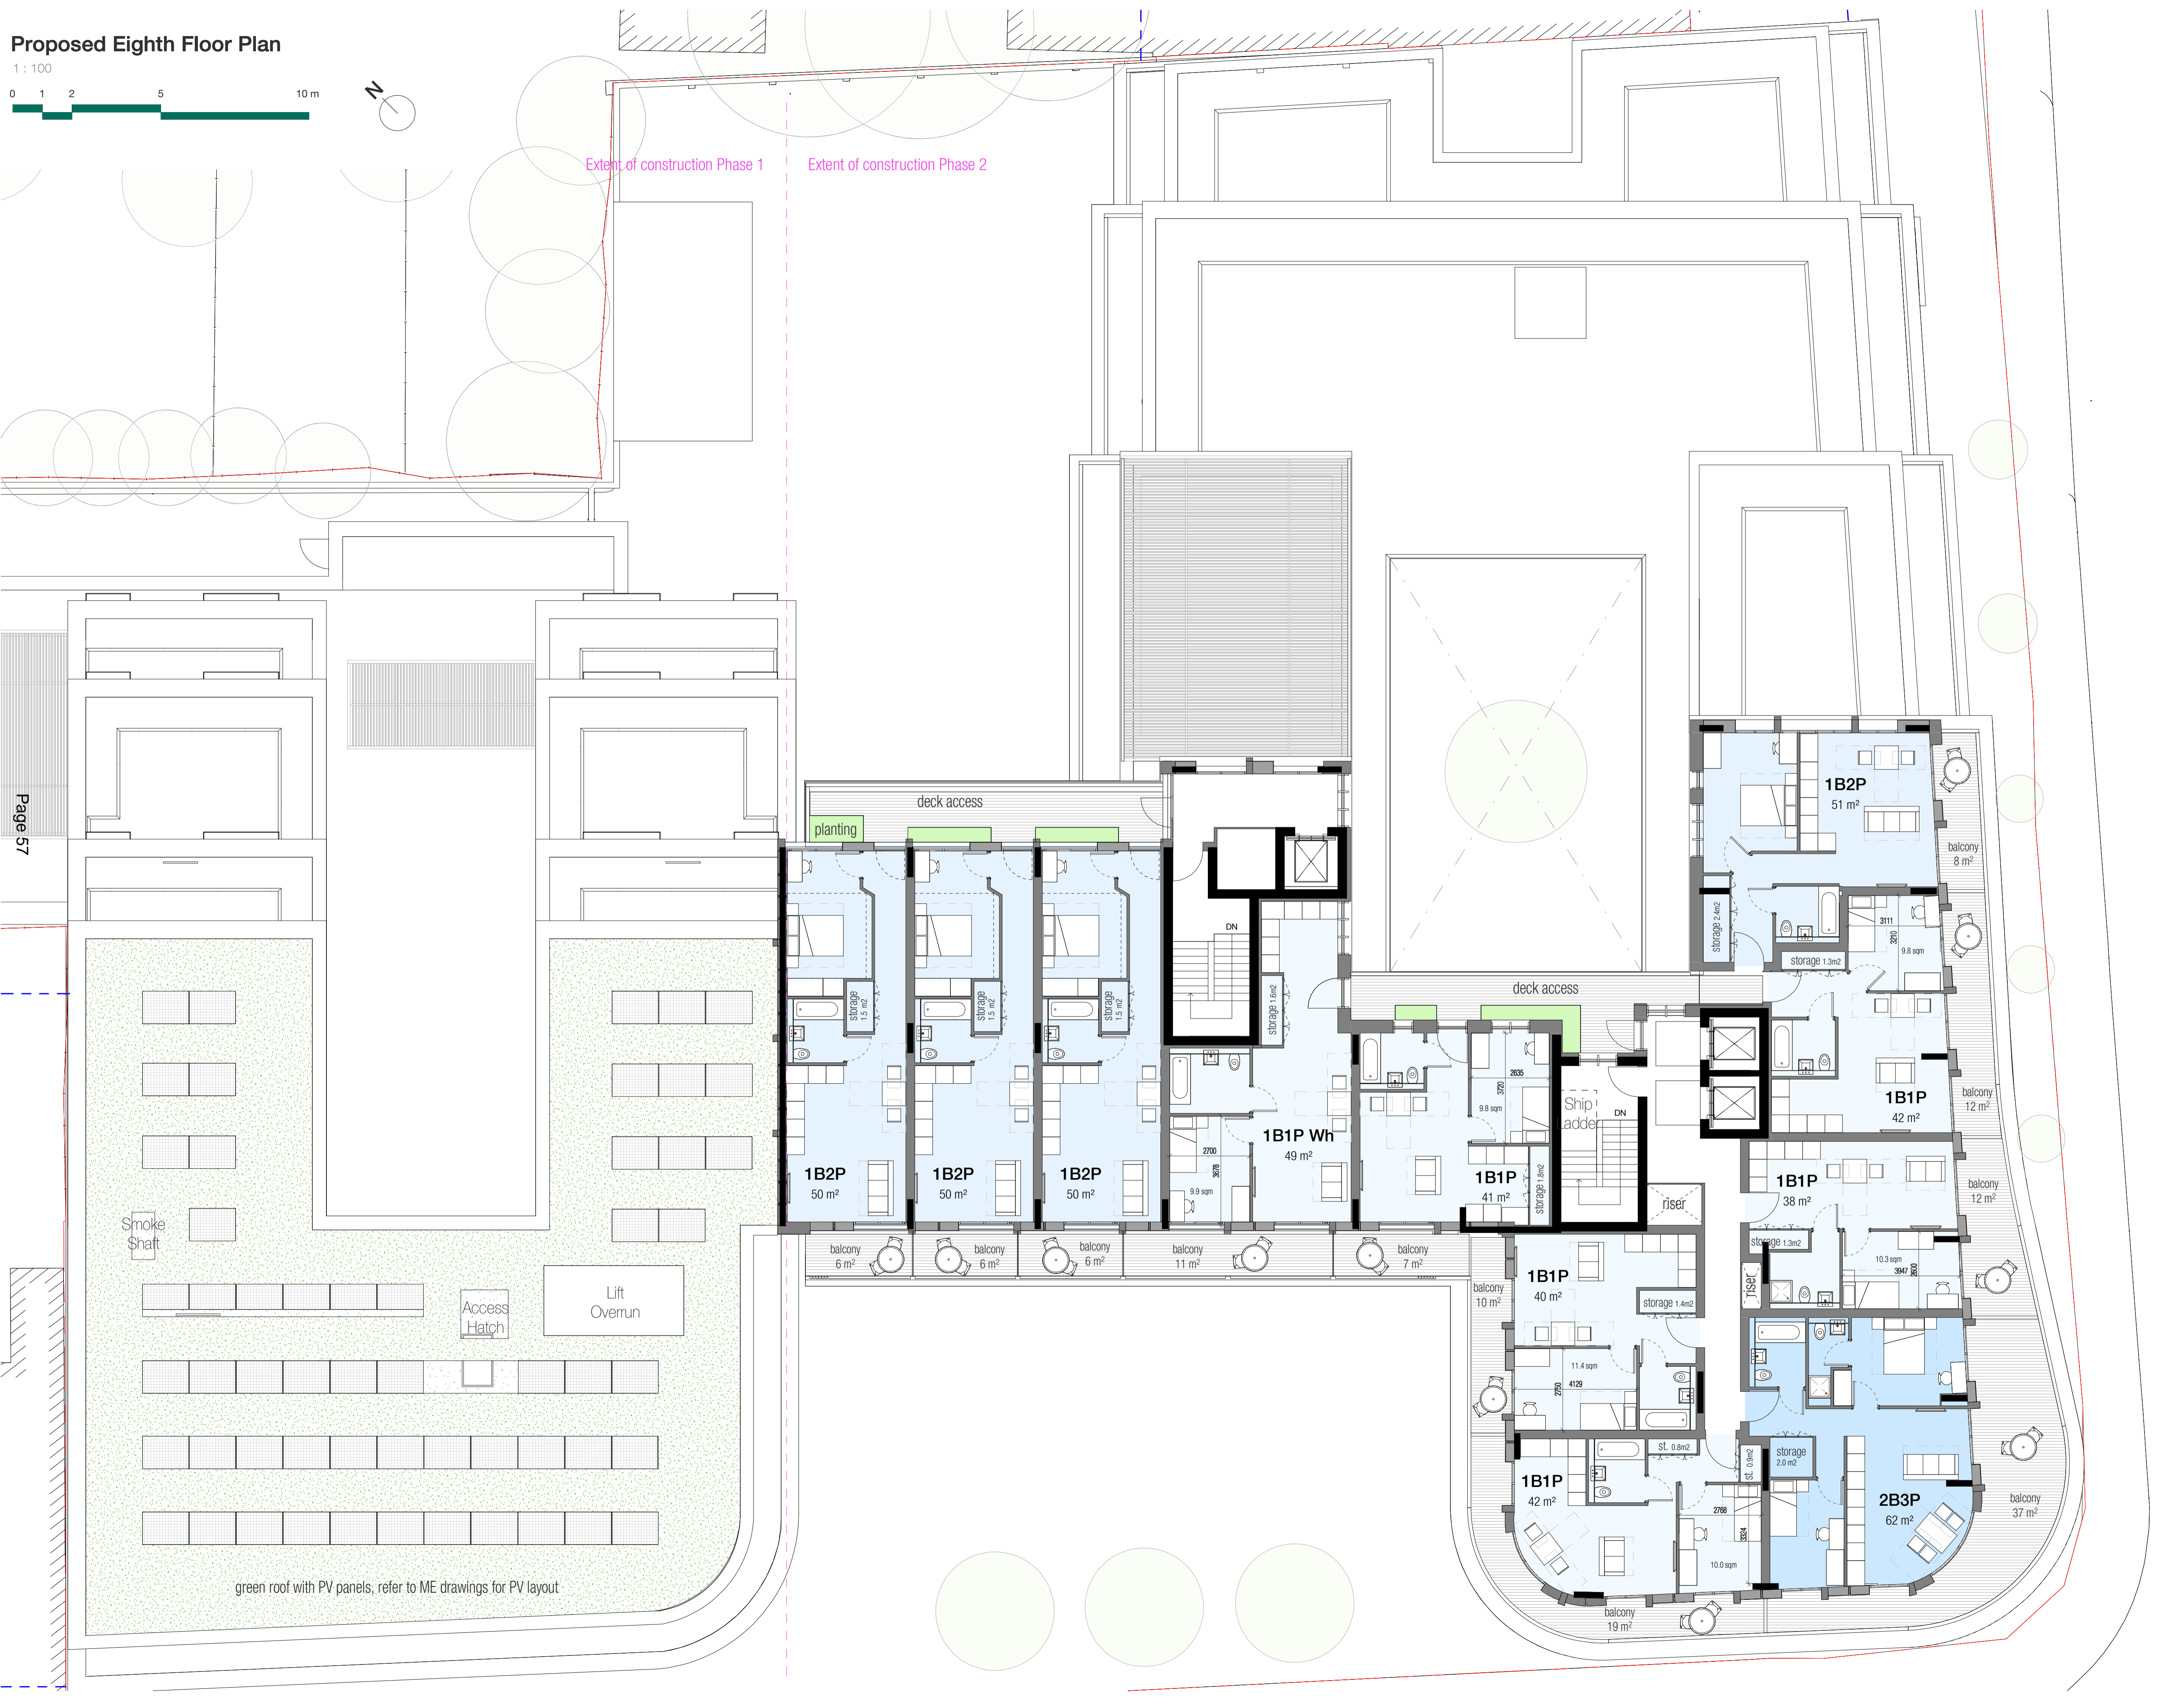 Proposed Eighth Floor Plan
1 : 100
0 1 2 5 10 m
N
Extent of construction Phase 1
Extent of construction Phase 2
Page 57
deck access
planting
1B2P
50 m²
storage
1.5 m2
1B2P
50 m²
storage
1.5 m2
1B2P
50 m²
storage
1.5 m2
DN
storage 1.6m2
1B1P Wh
49 m²
2700
3678
9.9 sqm
deck access
2635
3720
9.8 sqm
1B1P
41 m²
storage 1.8m2
Ship
Ladder
DN
riser
1B2P
51 m²
storage 2.4m2
balcony
8 m²
3111
3210
9.8 sqm
storage 1.3m2
1B1P
42 m²
balcony
12 m²
1B1P
38 m²
balcony
12 m²
storage 1.3m2
riser
10.3 sqm
3947
2600
balcony
6 m²
balcony
6 m²
balcony
6 m²
balcony
11 m²
balcony
7 m²
balcony
10 m²
1B1P
40 m²
storage 1.4m2
11.4 sqm
4129
2750
st. 0.8m2
st. 0.9m2
1B1P
42 m²
2768
3324
10.0 sqm
storage
2.0 m2
2B3P
62 m²
balcony
37 m²
balcony
19 m²
Smoke
Shaft
Access
Hatch
Lift
Overrun
green roof with PV panels, refer to ME drawings for PV layout